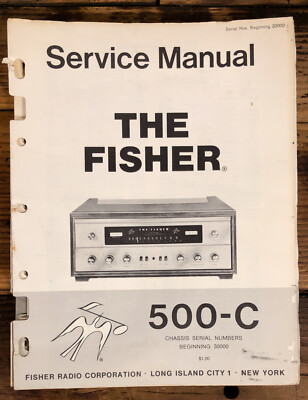 Serial Nos. Beginning 30000
Service Manual
THE
FISHER®
THE FISHER
500-C
CHASSIS SERIAL NUMBERS
BEGINNING 30000
$1.00
®
FISHER RADIO CORPORATION · LONG ISLAND CITY 1 · NEW YORK